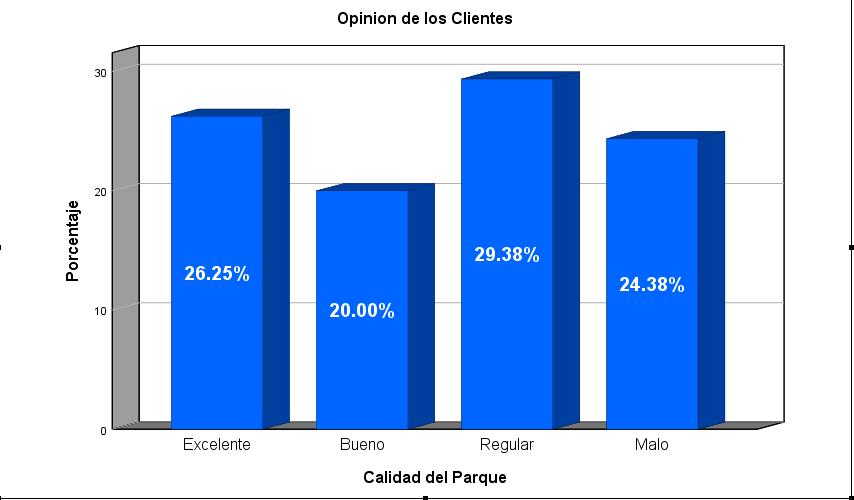 Opinion de los Clientes
Porcentaje
30
20
10
0
26.25%
20.00%
29.38%
24.38%
Excelente
Bueno
Regular
Malo
Calidad del Parque